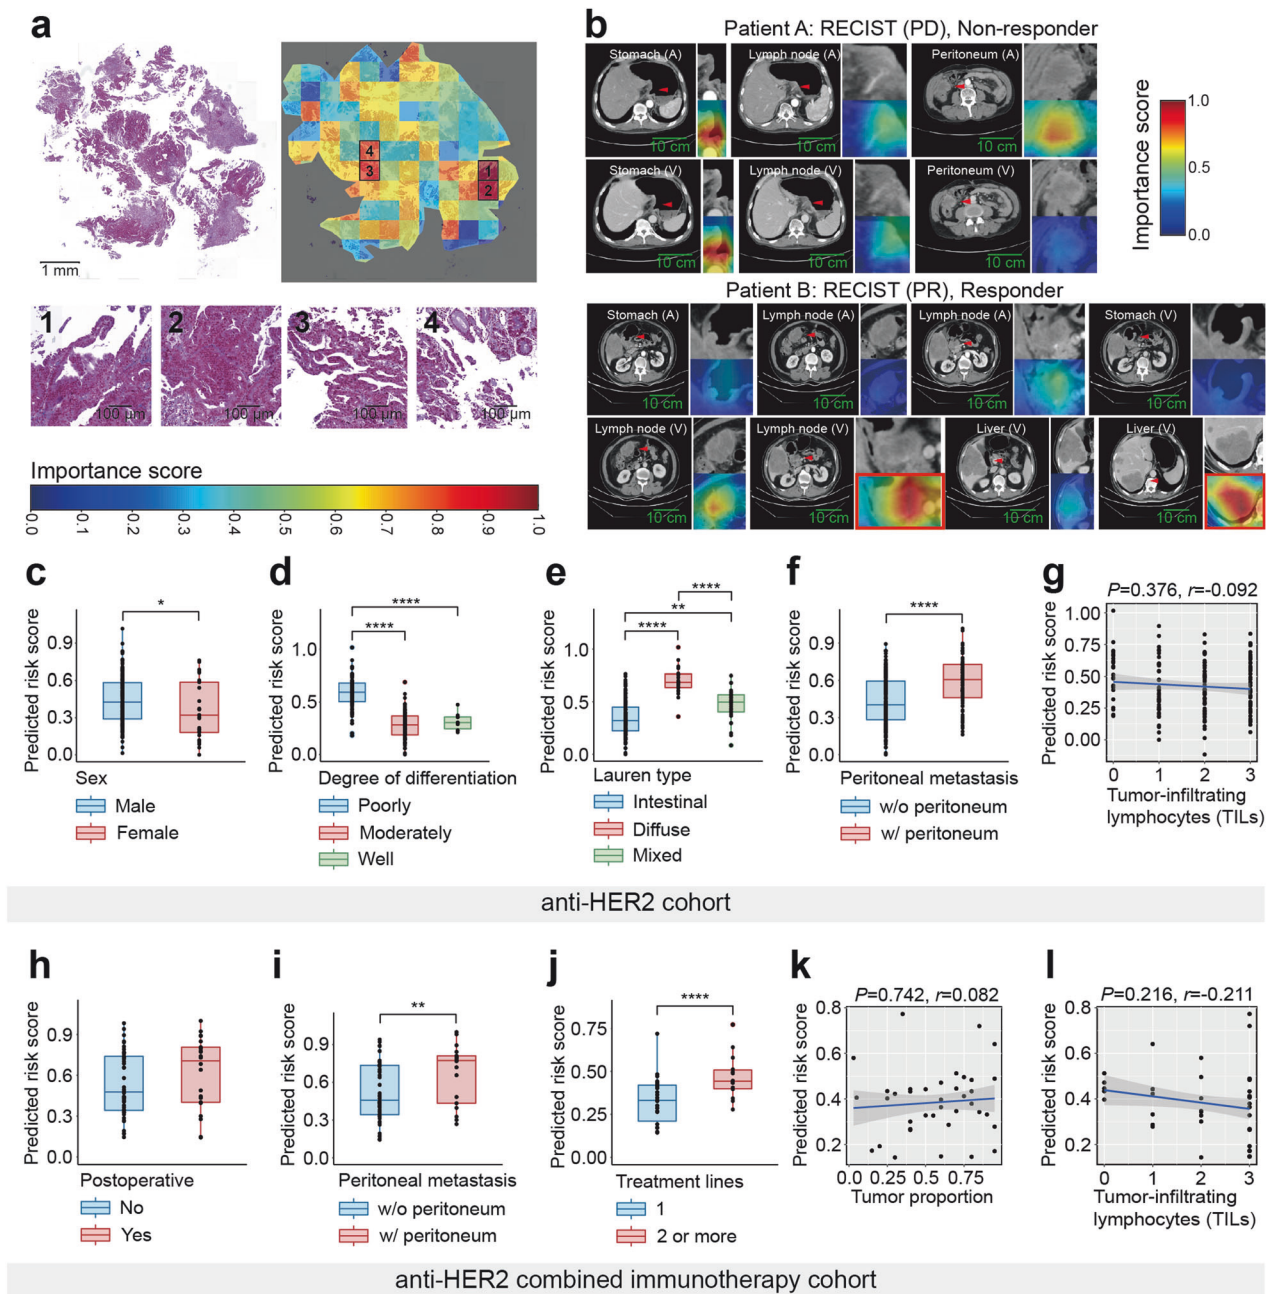 a
4
3
1
2
1 mm
1
2
3
4
100 µm
100 µm
100 µm
100 µm
Importance score
0.0 0.1 0.2 0.3 0.4 0.5 0.6 0.7 0.8 0.9 1.0
b
Patient A: RECIST (PD), Non-responder
Stomach (A)
Lymph node (A)
Peritoneum (A)
10 cm
10 cm
10 cm
Stomach (V)
Lymph node (V)
Peritoneum (V)
10 cm
10 cm
10 cm
Importance score
1.0
0.5
0.0
Patient B: RECIST (PR), Responder
Stomach (A)
Lymph node (A)
Lymph node (A)
Stomach (V)
10 cm
10 cm
10 cm
10 cm
Lymph node (V)
Lymph node (V)
Liver (V)
Liver (V)
10 cm
10 cm
10 cm
10 cm
c
*
Predicted risk score
0.9
0.6
0.3
0.0
Sex
Male
Female
d
****
****
Predicted risk score
1.0
0.5
0.0
Degree of differentiation
Poorly
Moderately
Well
e
****
**
****
Predicted risk score
1.0
0.5
0.0
Lauren type
Intestinal
Diffuse
Mixed
f
****
Predicted risk score
0.9
0.6
0.3
0.0
Peritoneal metastasis
w/o peritoneum
w/ peritoneum
g
P=0.376, r=-0.092
Predicted risk score
1.00
0.75
0.50
0.25
0.00
0 1 2 3
Tumor-infiltrating
lymphocytes (TILs)
anti-HER2 cohort
h
Predicted risk score
0.9
0.6
0.3
0.0
Postoperative
No
Yes
i
**
Predicted risk score
0.9
0.6
0.3
0.0
Peritoneal metastasis
w/o peritoneum
w/ peritoneum
j
****
Predicted risk score
0.75
0.50
0.25
0.00
Treatment lines
1
2 or more
k
P=0.742, r=0.082
Predicted risk score
0.8
0.6
0.4
0.2
0 0.25 0.5 0.75
Tumor proportion
l
P=0.216, r=-0.211
Predicted risk score
0.8
0.6
0.4
0.2
0 1 2 3
Tumor-infiltrating
lymphocytes (TILs)
anti-HER2 combined immunotherapy cohort